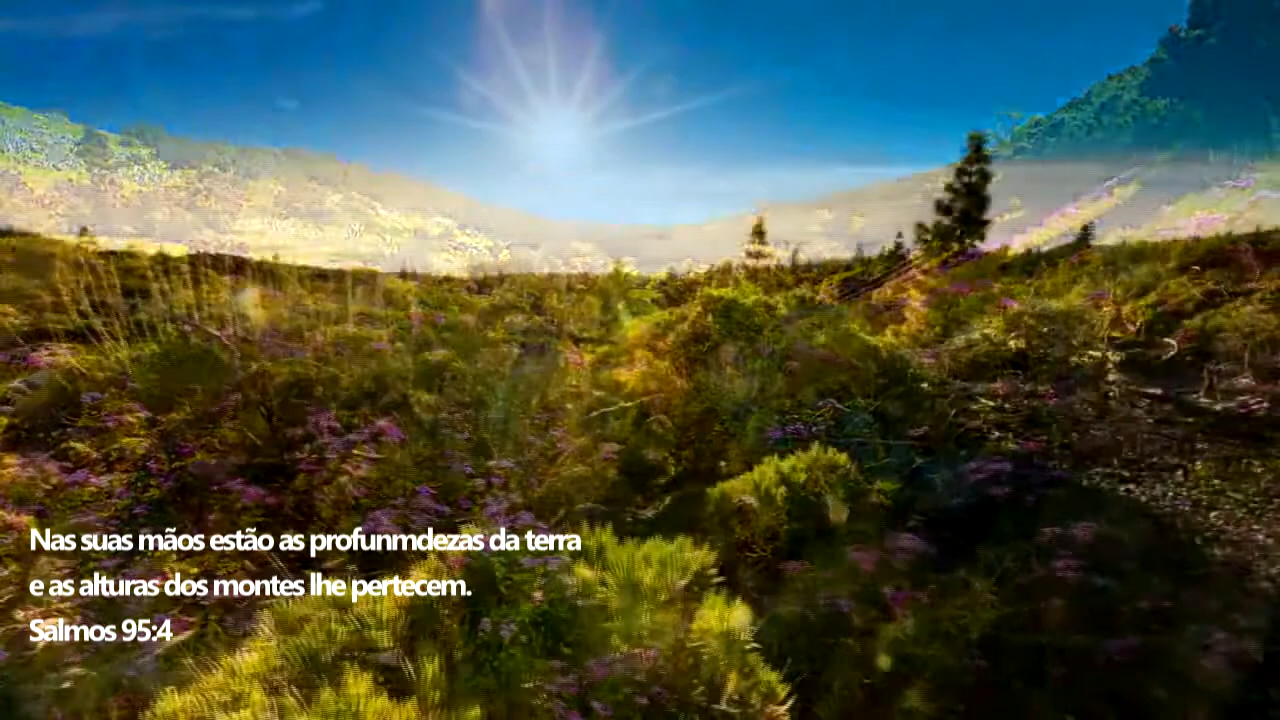 Nas suas mãos estão as profunmdezas da terra
e as alturas dos montes lhe pertecem.
Salmos 95:4